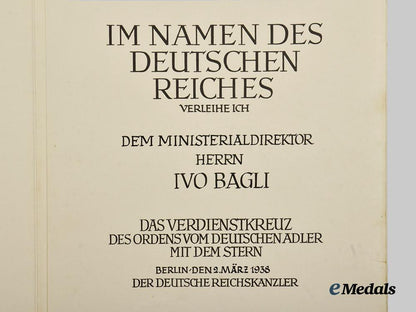 IM NAMEN DES
DEUTSCHEN
REICHES
VERLEIHE ICH
DEM MINISTERIALDIREKTOR
HERRN
IVO BAGLI
DAS VERDIENSTKREUZ
DES ORDENS VOM DEUTSCHEN ADLER
MIT DEM STERN
BERLIN·DEN 2. MÄRZ 1938
DER DEUTSCHE REICHSKANZLER
eMedals